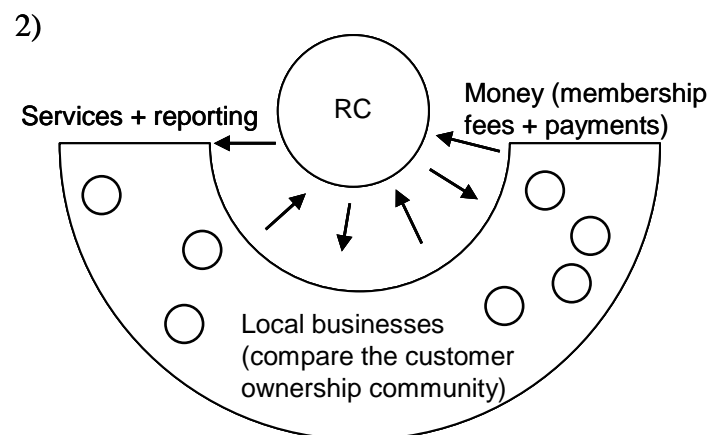 2)
RC
Services + reporting
Money (membership
fees + payments)
Local businesses
(compare the customer
ownership community)